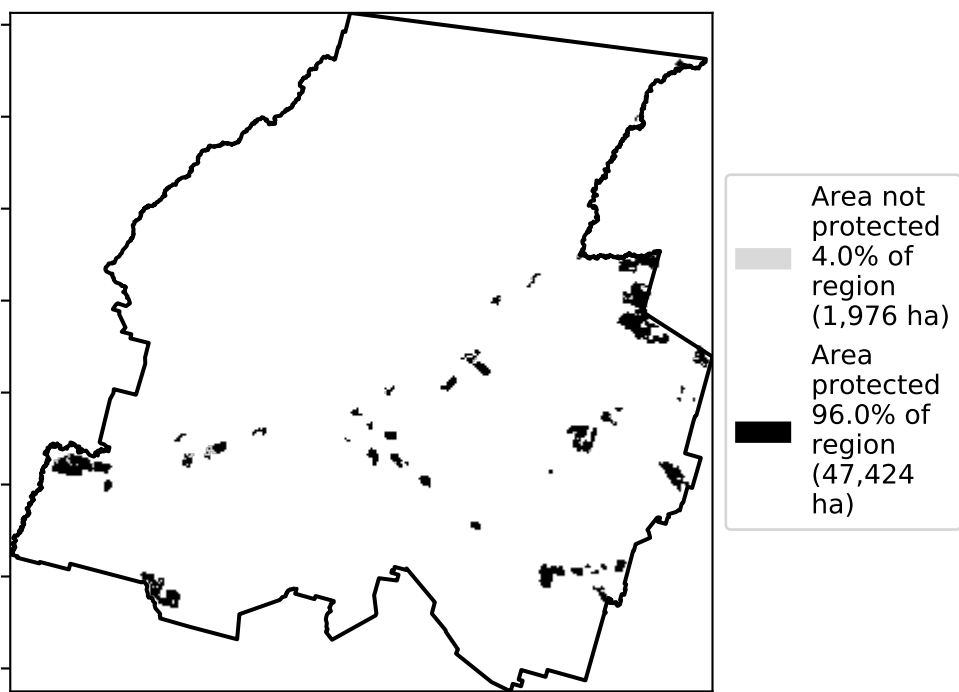 Area not
protected
4.0% of
region
(1,976 ha)
Area
protected
96.0% of
region
(47,424
ha)